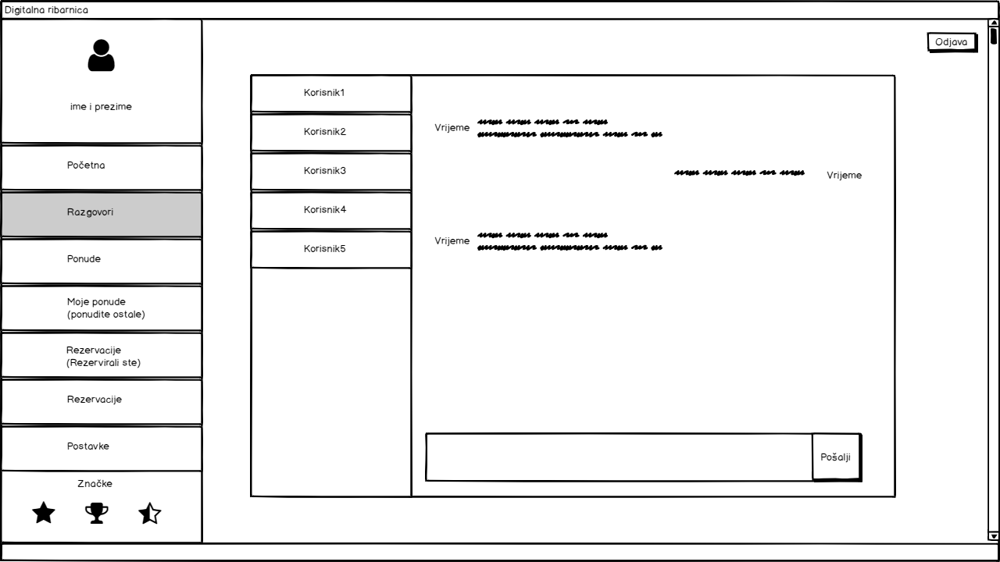 Digitalna ribarnica
Odjava
ime i prezime
Početna
Razgovori
Ponude
Moje ponude
(ponudite ostale)
Rezervacije
(Rezervirali ste)
Rezervacije
Postavke
Značke
Korisnik1
Korisnik2
Korisnik3
Korisnik4
Korisnik5
Vrijeme
Vrijeme
Vrijeme
Pošalji